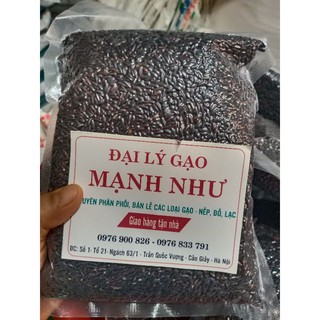 ĐẠI LÝ GẠO
MẠNH NHƯ
UYÊN PHÂN PHỐI, BÁN LẺ CÁC LOẠI GẠO - NẾP, ĐỖ, LẠC
Giao hàng tận nhà
0976 900 826 - 0976 833 791
ĐC: Số 1- Tổ 21- Ngách 63/1 - Trần Quốc Vượng - Cầu Giấy - Hà Nội